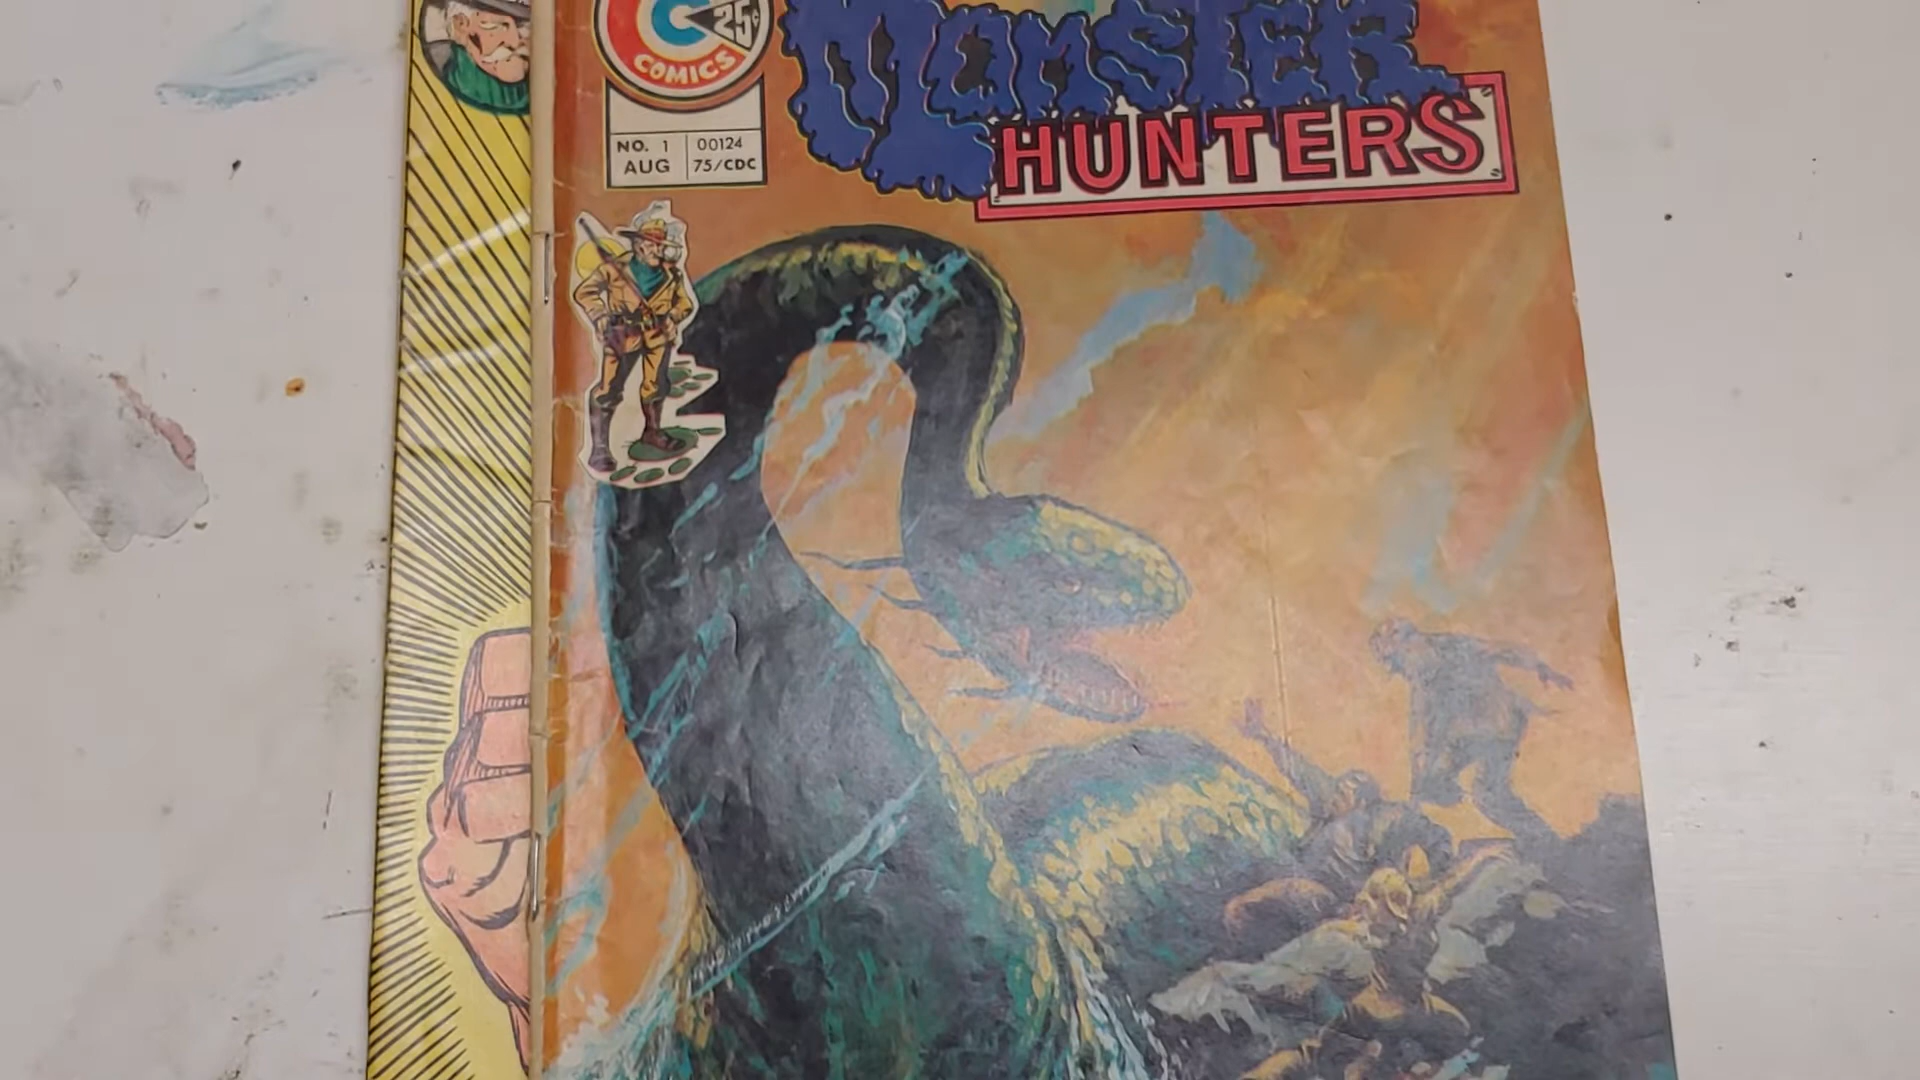 25¢
COMICS
NO. 1
AUG
00124
75/CDC
MONSTER
HUNTERS